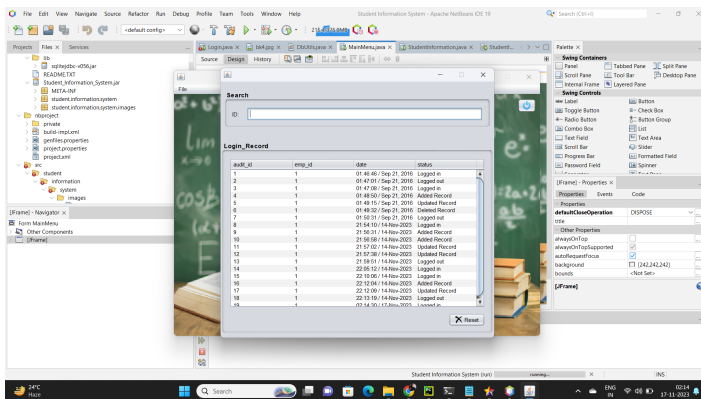 File Edit View Navigate Source Refactor Run Debug Profile Team Tools Window Help
Student Information System - Apache NetBeans IDE 19
Search (Ctrl+I)
<default config>
Projects Files × Services
lib
sqlitejdbc-v056.jar
README.TXT
Student_Information_System.jar
META-INF
student.information.system
student.information.system.images
nbproject
private
build-impl.xml
genfiles.properties
project.properties
project.xml
src
student
information
system
images
[JFrame] - Navigator ×
Form MainMenu
Other Components
[JFrame]
Login.java × bk4.jpg × DbUtils.java × MainMenu.java × StudentInformation.java ×
Source Design History
File
Search
ID:
Login_Record
audit_id emp_id date status
1 1 01:46:46 / Sep 21, 2016 Logged in
2 1 01:47:01 / Sep 21, 2016 Logged out
3 1 01:47:08 / Sep 21, 2016 Logged in
4 1 01:48:50 / Sep 21, 2016 Added Record
5 1 01:49:15 / Sep 21, 2016 Updated Record
6 1 01:49:32 / Sep 21, 2016 Deleted Record
7 1 01:50:31 / Sep 21, 2016 Logged out
8 1 21:54:10 / 14-Nov-2023 Logged in
9 1 21:56:31 / 14-Nov-2023 Added Record
10 1 21:56:58 / 14-Nov-2023 Added Record
11 1 21:57:02 / 14-Nov-2023 Updated Record
12 1 21:57:38 / 14-Nov-2023 Updated Record
13 1 21:59:51 / 14-Nov-2023 Logged out
14 1 22:05:12 / 14-Nov-2023 Logged in
15 1 22:10:06 / 14-Nov-2023 Logged in
16 1 22:12:04 / 14-Nov-2023 Added Record
17 1 22:12:09 / 14-Nov-2023 Updated Record
18 1 22:13:19 / 14-Nov-2023 Logged out
19 1 02:14:30 / 17-Nov-2023 Logged in
Reset
Palette ×
Swing Containers
Panel Tabbed Pane Split Pane
Scroll Pane Tool Bar Desktop Pane
Internal Frame Layered Pane
Swing Controls
Label Button
Toggle Button Check Box
Radio Button Button Group
Combo Box List
Text Field Text Area
Scroll Bar Slider
Progress Bar Formatted Field
Password Field Spinner
[JFrame] - Properties ×
Properties Events Code
Properties
defaultCloseOperation DISPOSE
title
Other Properties
alwaysOnTop
alwaysOnTopSupported
autoRequestFocus
background [242,242,242]
bounds <Not Set>
[JFrame]
Student Information System (run) running... INS
24°C
Haze
Search
ENG
IN
02:14
17-11-2023